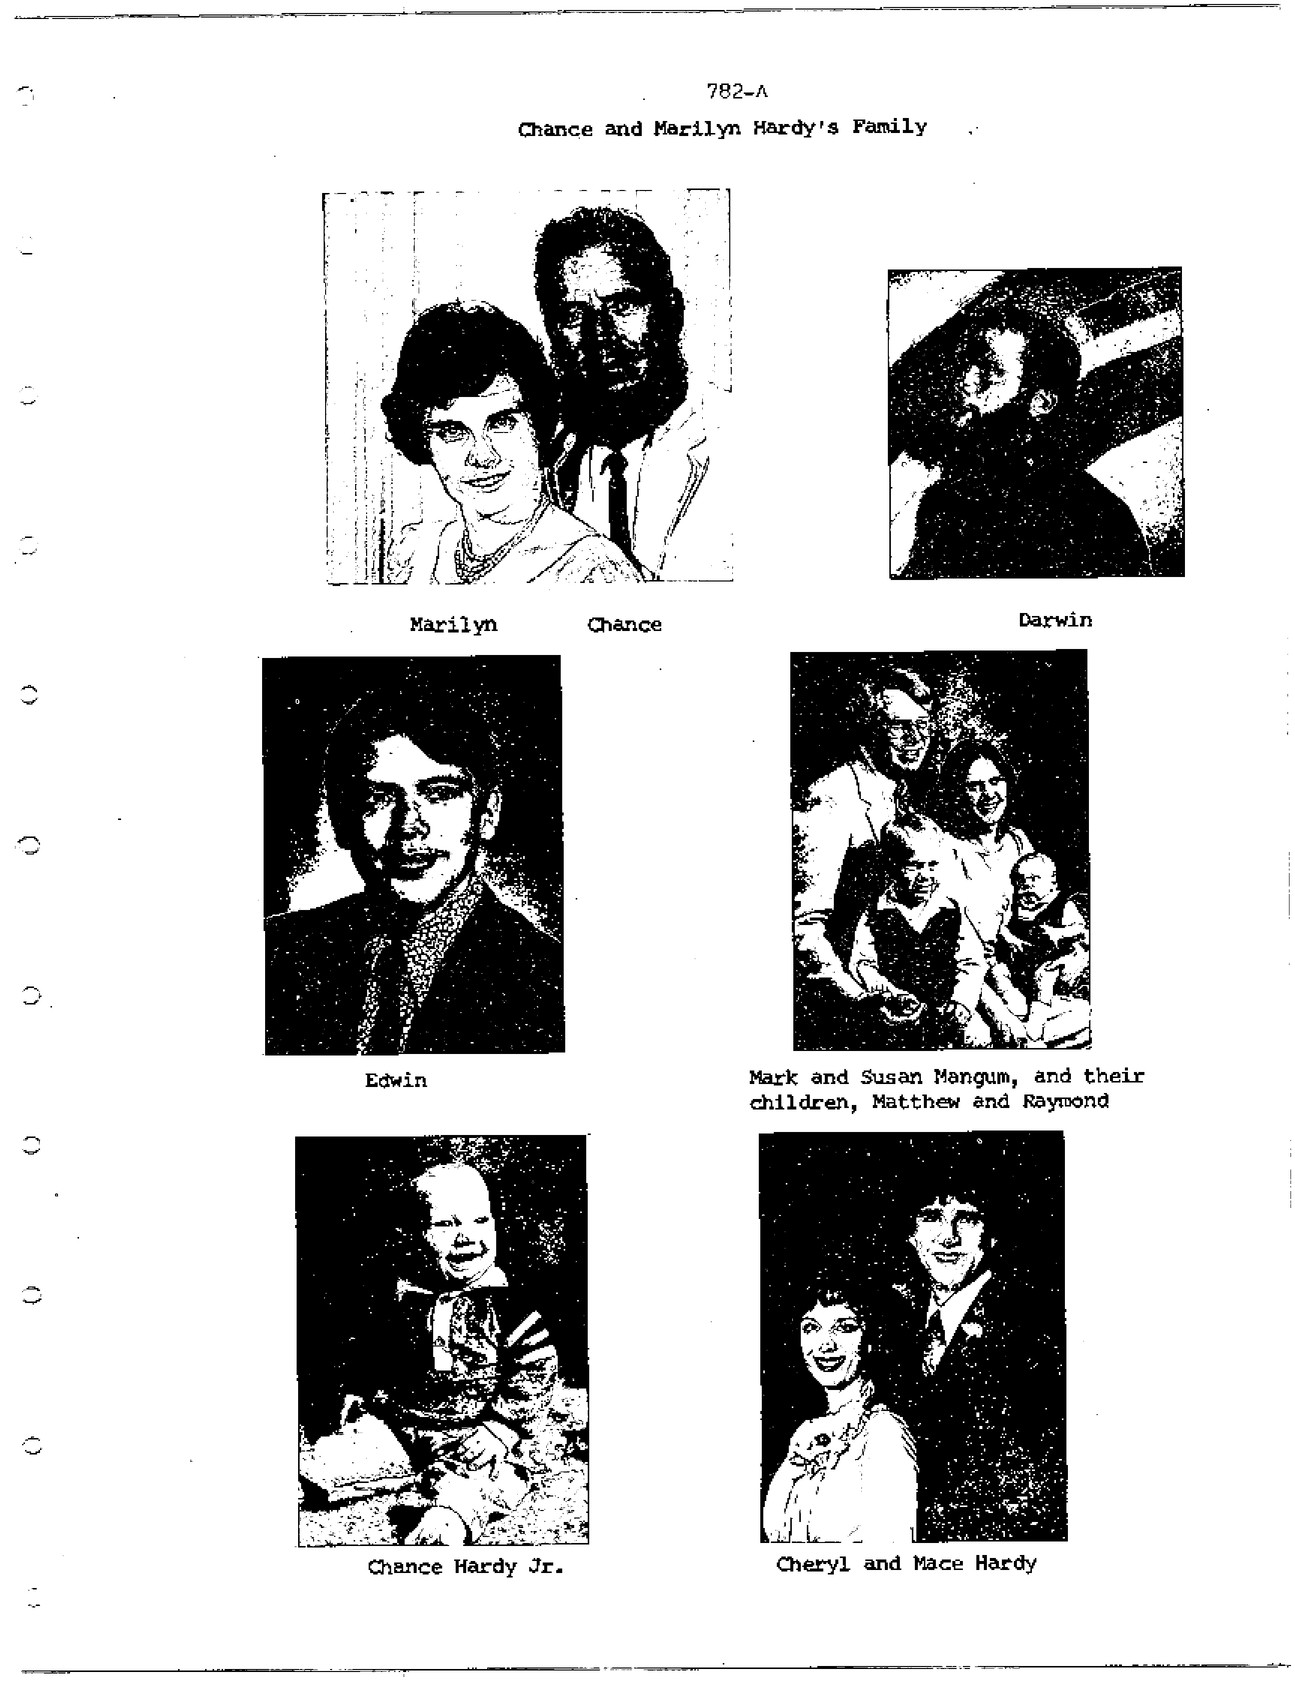 782-A
Chance and Marilyn Hardy's Family
Marilyn Chance
Darwin
Edwin
Mark and Susan Mangum, and their
children, Matthew and Raymond
Chance Hardy Jr.
Cheryl and Mace Hardy